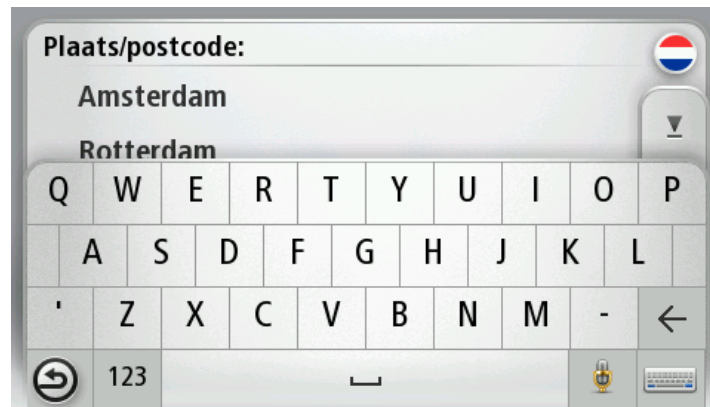 Plaats/postcode:
Amsterdam
Rotterdam
Q W E R T Y U I O P
A S D F G H J K L
' Z X C V B N M -
123